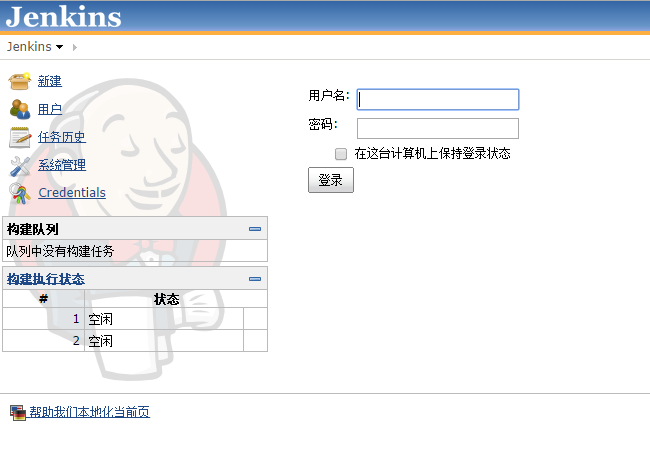 Jenkins
Jenkins
新建
用户
任务历史
系统管理
Credentials
构建队列
队列中没有构建任务
构建执行状态
# 状态
1 空闲
2 空闲
用户名:
密码:
在这台计算机上保持登录状态
登录
帮助我们本地化当前页